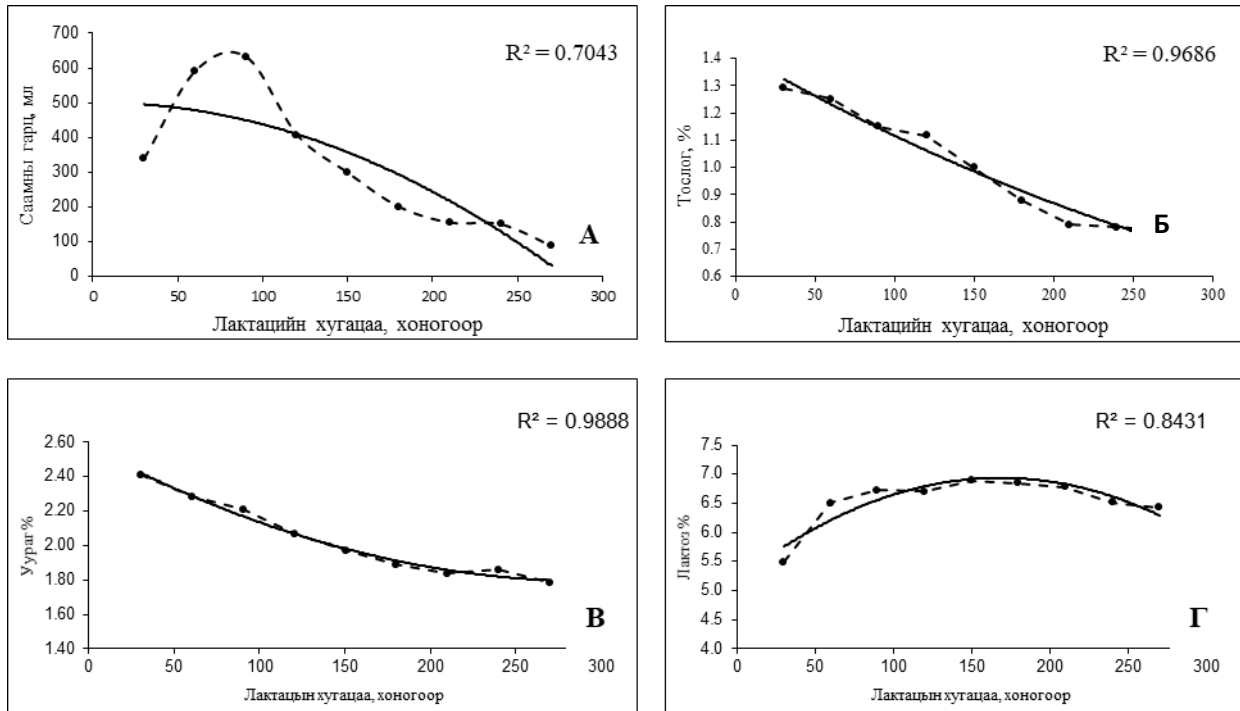 R² = 0.7043
Саамны гарц, мл
700
600
500
400
300
200
100
0
0 50 100 150 200 250 300
Лактацийн хугацаа, хоногоор
А
R² = 0.9686
Тослог, %
1.4
1.3
1.2
1.1
1.0
0.9
0.8
0.7
0.6
0 50 100 150 200 250 300
Лактацийн хугацаа, хоногоор
Б
R² = 0.9888
Уураг %
2.60
2.40
2.20
2.00
1.80
1.60
1.40
0 50 100 150 200 250 300
Лактацын хугацаа, хоногоор
В
R² = 0.8431
Лактоз %
7.5
7.0
6.5
6.0
5.5
5.0
4.5
4.0
0 50 100 150 200 250 300
Лактацын хугацаа, хоногоор
Г